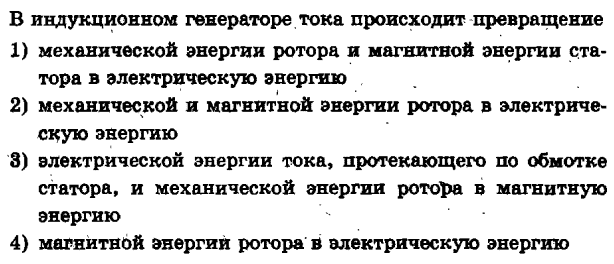 В индукционном генераторе тока происходит превращение
1) механической энергии ротора и магнитной энергии ста-
тора в электрическую энергию
2) механической и магнитной энергии ротора в электриче-
скую энергию
3) электрической энергии тока, протекающего по обмотке
статора, и механической энергии ротора в магнитную
энергию
4) магнитной энергии ротора в электрическую энергию